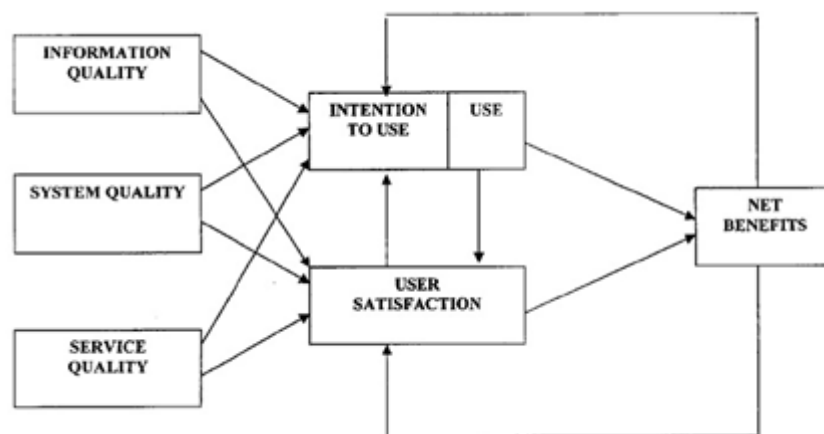 INFORMATION
QUALITY
INTENTION
TO USE
USE
SYSTEM QUALITY
NET
BENEFITS
USER
SATISFACTION
SERVICE
QUALITY